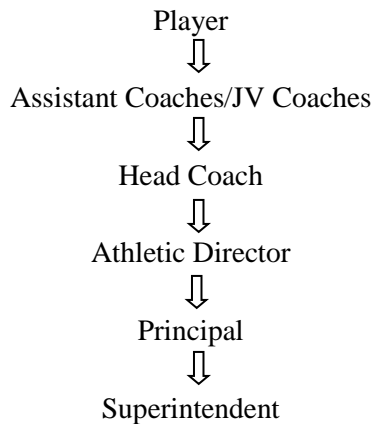 Player
Assistant Coaches/JV Coaches
Head Coach
Athletic Director
Principal
Superintendent